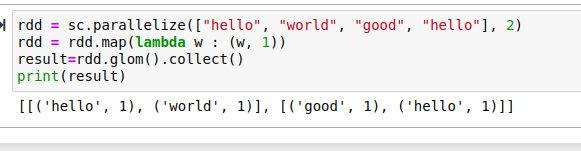 rdd = sc.parallelize(["hello", "world", "good", "hello"], 2)
rdd = rdd.map(lambda w : (w, 1))
result=rdd.glom().collect()
print(result)
[[('hello', 1), ('world', 1)], [('good', 1), ('hello', 1)]]